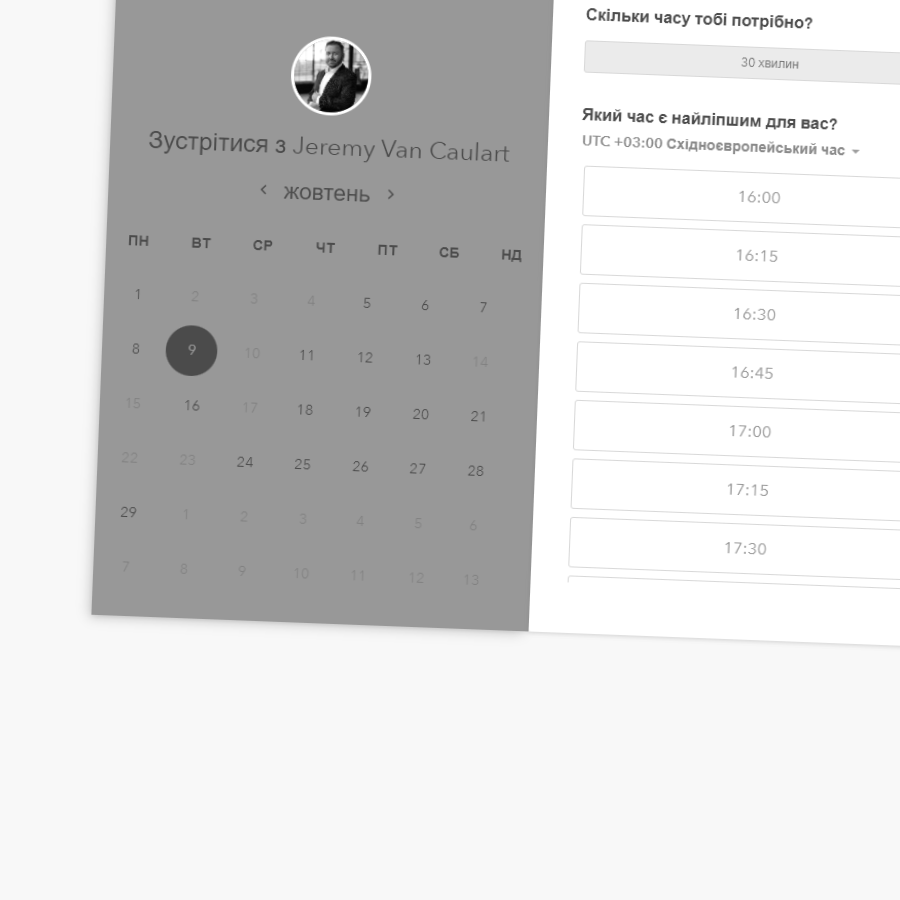 Зустрітися з Jeremy Van Caulart
жовтень
ПН ВТ СР ЧТ ПТ СБ НД
1 2 3 4 5 6 7
8 9 10 11 12 13 14
15 16 17 18 19 20 21
22 23 24 25 26 27 28
29 1 2 3 4 5 6
7 8 9 10 11 12 13
Скільки часу тобі потрібно?
30 хвилин
Який час є найліпшим для вас?
UTC +03:00 Східноєвропейський час
16:00
16:15
16:30
16:45
17:00
17:15
17:30